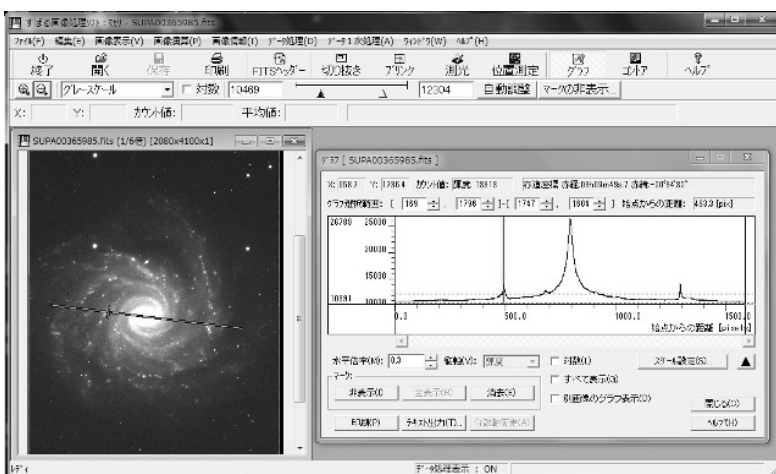 すばる画像処理ソフト:マカリ - SUPA00365985.fits
ファイル(F) 編集(E) 画像表示(V) 画像演算(P) 画像情報(I) データ処理(D) データ1次処理(A) ウィンドウ(W) ヘルプ(H)
終了 開く 保存 印刷 FITSヘッダー 切り抜き ブリンク 測光 位置測定 グラフ コントア ヘルプ
グレースケール 対数 10469 12304 自動調整 マークの非表示...
X: Y: カウント値: 平均値:
SUPA00365985.fits (1/6倍) [2080x4100x1]
グラフ [ SUPA00365985.fits ]
カウント値: 輝度: 18818
グラフ選択範囲: [ 169 , 1796 ]-[ 1747 , 1604 ] 始点からの距離: [pix]
26789 25000
20000
15000
10000
0.0 500.0 1000.0 1500.0
始点からの距離 [pixels]
水平倍率(M): 0.3 縦軸(V): 輝度 対数(L) スケール設定(S)...
マーク: すべて表示(G)
非表示(I) 全表示(H) 消去(E) 別画像のグラフ表示(O)
閉じる(C)
印刷(P) テキスト出力(T)... ヘルプ(H)
レディ データ処理表示 : ON